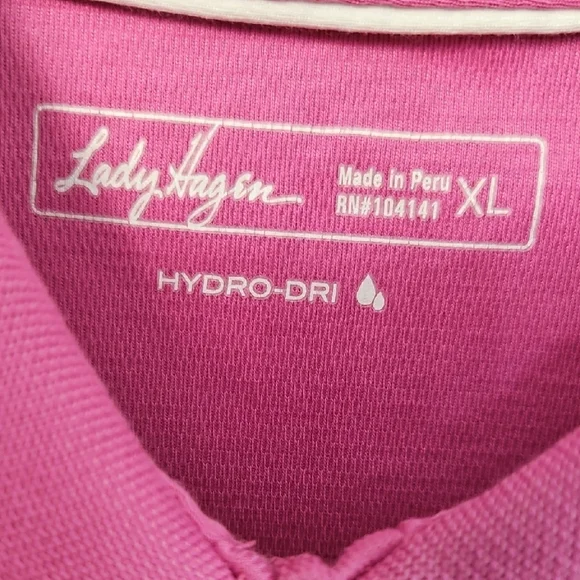 Lady Hagen
Made In Peru
RN#104141
XL
HYDRO-DRI